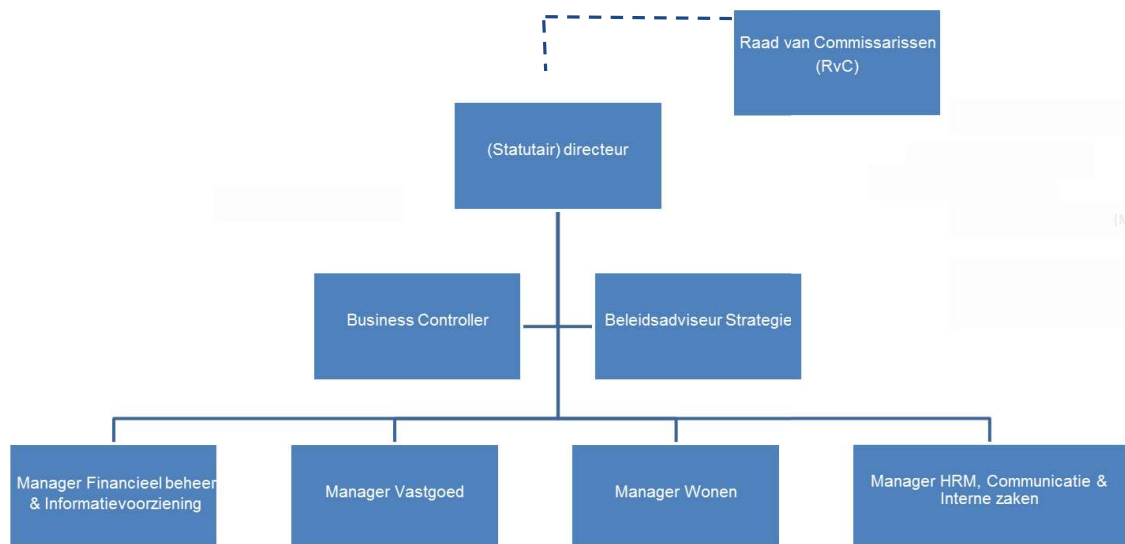 Raad van Commissarissen
(RvC)
(Statutair) directeur
Business Controller
Beleidsadviseur Strategie
Manager Financieel beheer
& Informatievoorziening
Manager Vastgoed
Manager Wonen
Manager HRM, Communicatie &
Interne zaken